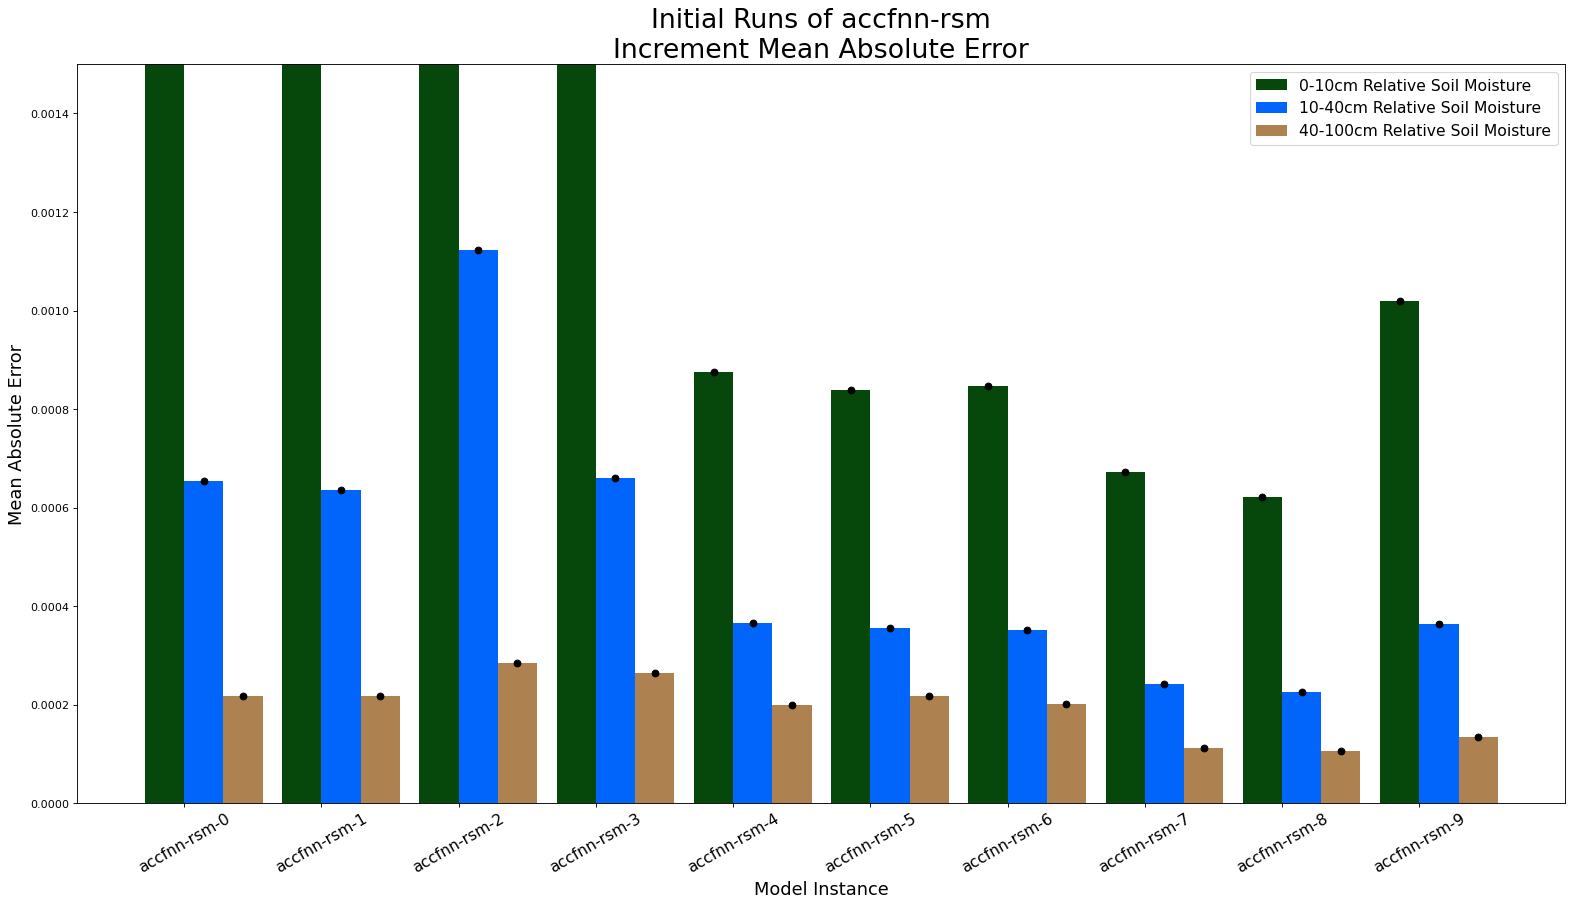 Initial Runs of accfnn-rsm
Increment Mean Absolute Error
0-10cm Relative Soil Moisture
10-40cm Relative Soil Moisture
40-100cm Relative Soil Moisture
Mean Absolute Error
0.0014
0.0012
0.0010
0.0008
0.0006
0.0004
0.0002
0.0000
accfnn-rsm-0
accfnn-rsm-1
accfnn-rsm-2
accfnn-rsm-3
accfnn-rsm-4
accfnn-rsm-5
accfnn-rsm-6
accfnn-rsm-7
accfnn-rsm-8
accfnn-rsm-9
Model Instance